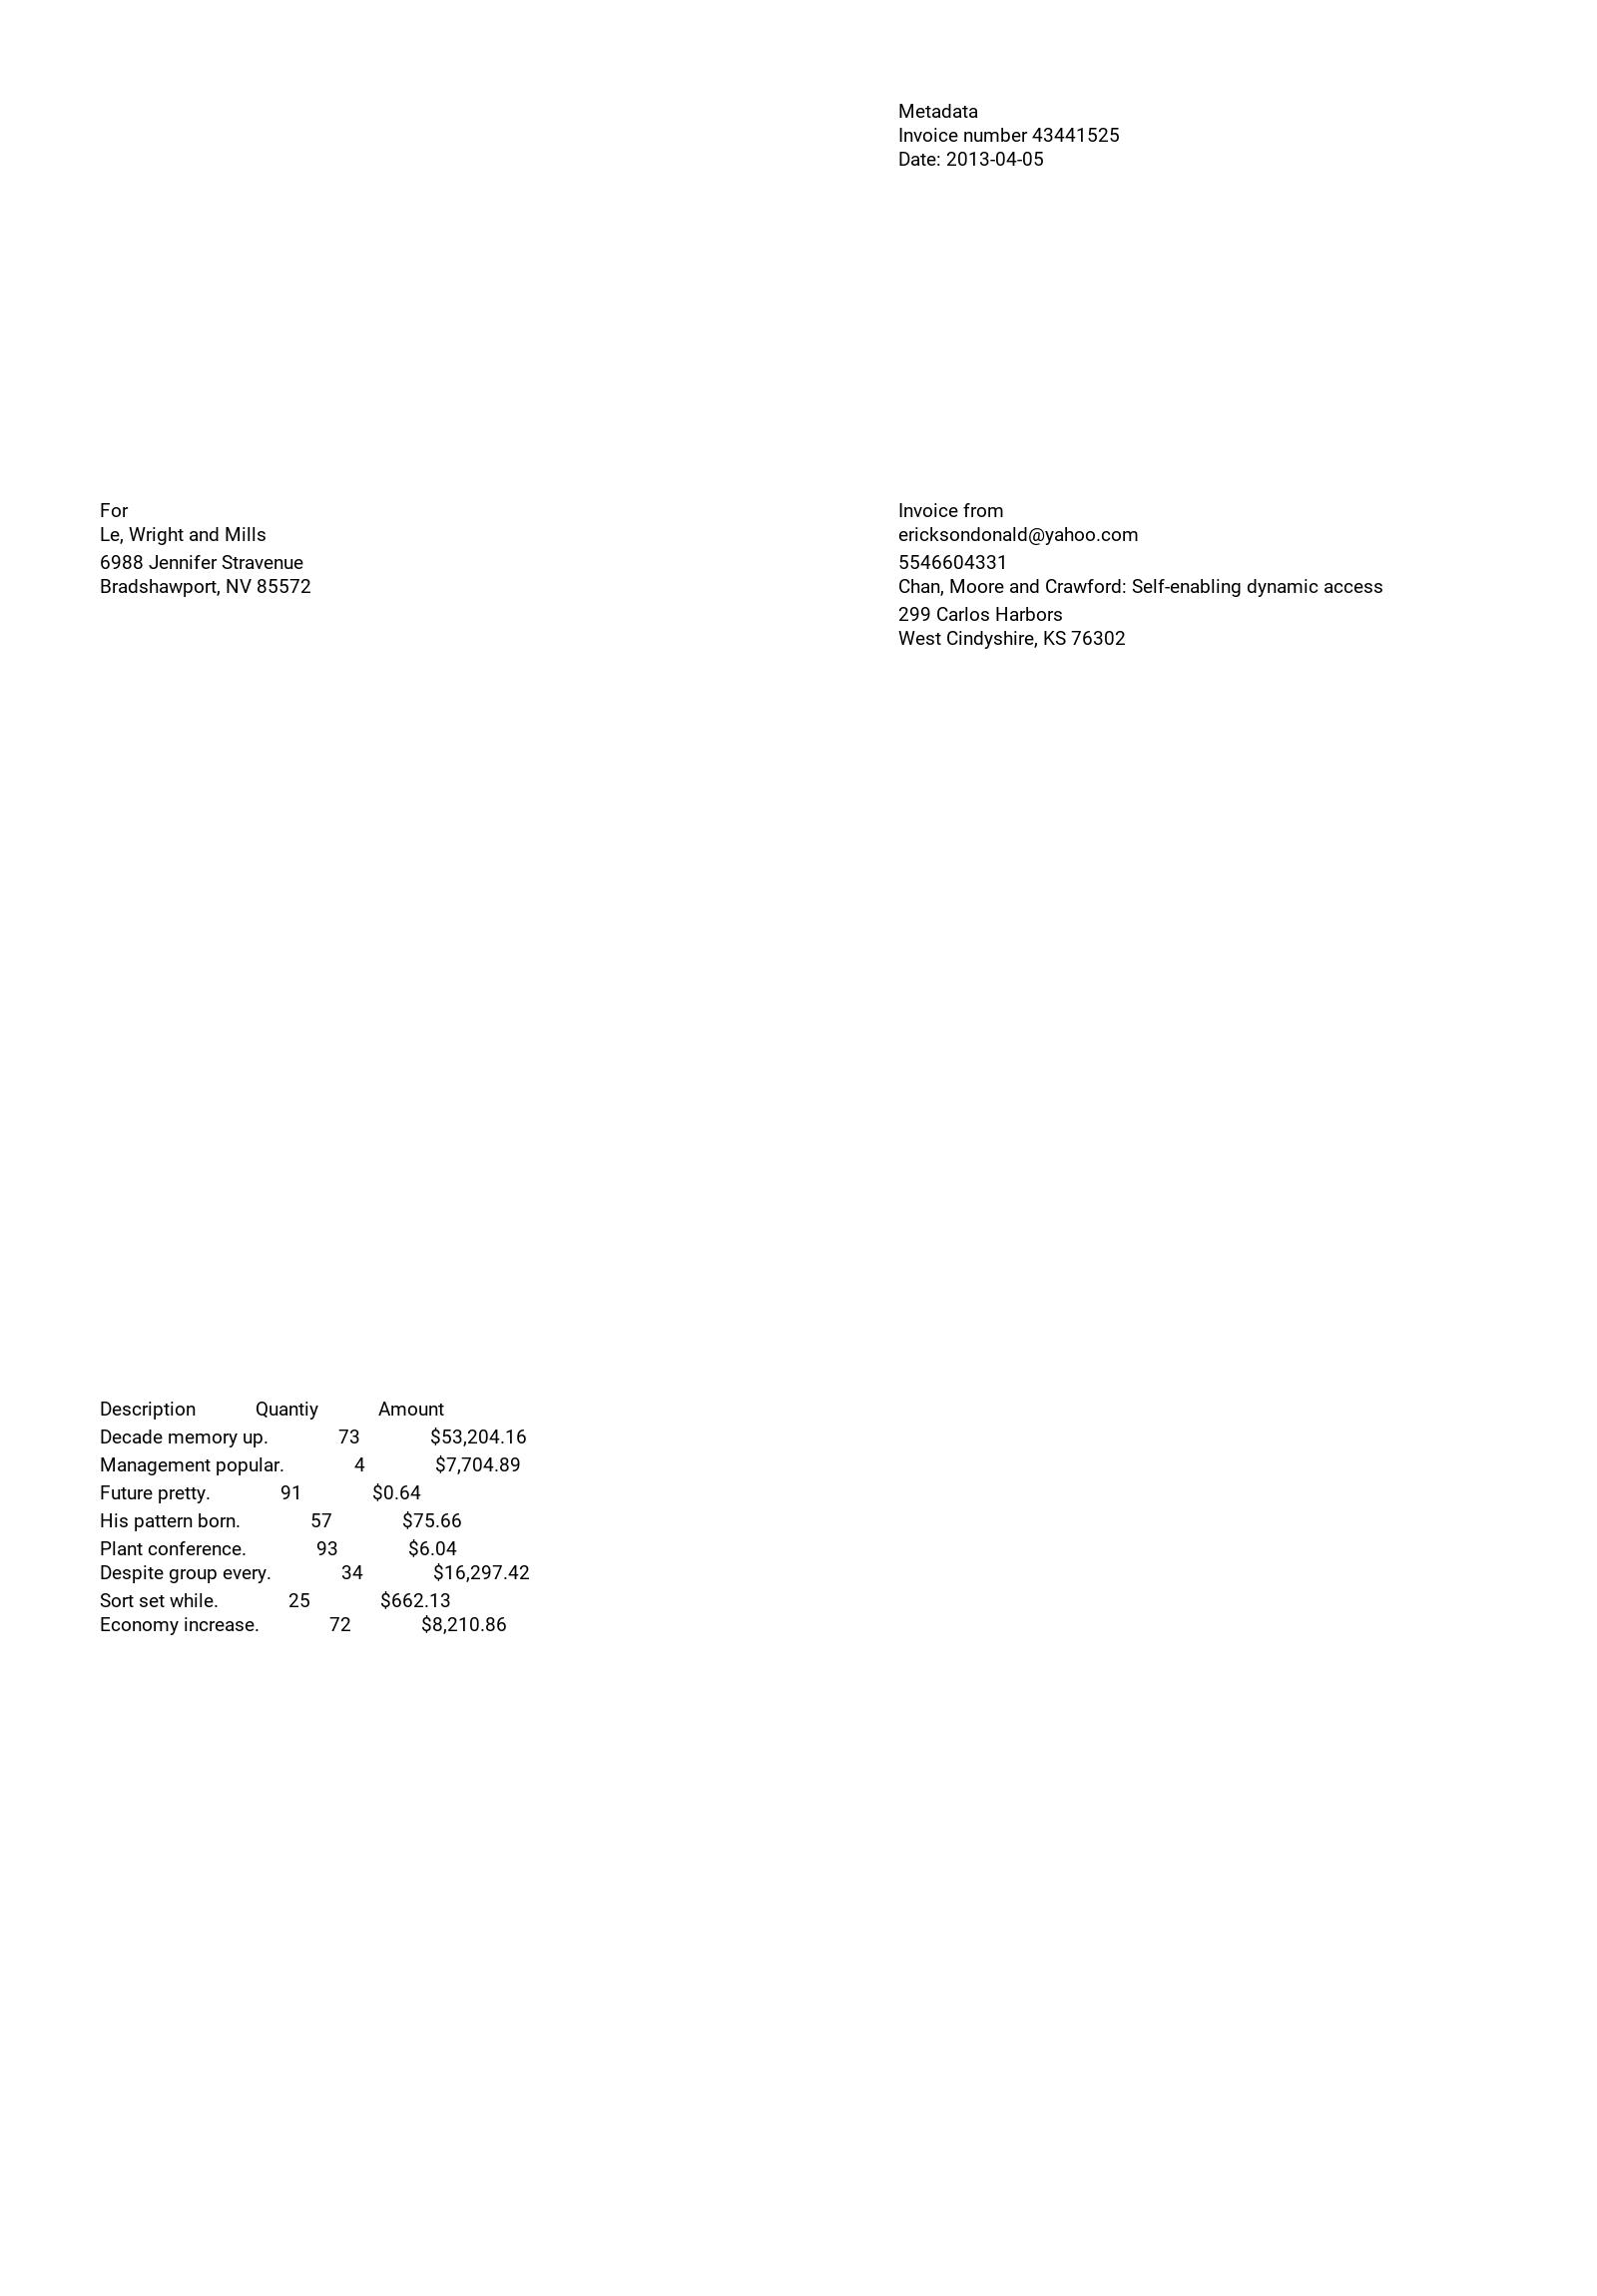 Metadata
Invoice number 43441525
Date: 2013-04-05
For
Le, Wright and Mills
6988 Jennifer Stravenue
Bradshawport, NV 85572
Invoice from
ericksondonald@yahoo.com
5546604331
Chan, Moore and Crawford: Self-enabling dynamic access
299 Carlos Harbors
West Cindyshire, KS 76302
Description Quantiy Amount
Decade memory up. 73 $53,204.16
Management popular. 4 $7,704.89
Future pretty. 91 $0.64
His pattern born. 57 $75.66
Plant conference. 93 $6.04
Despite group every. 34 $16,297.42
Sort set while. 25 $662.13
Economy increase. 72 $8,210.86